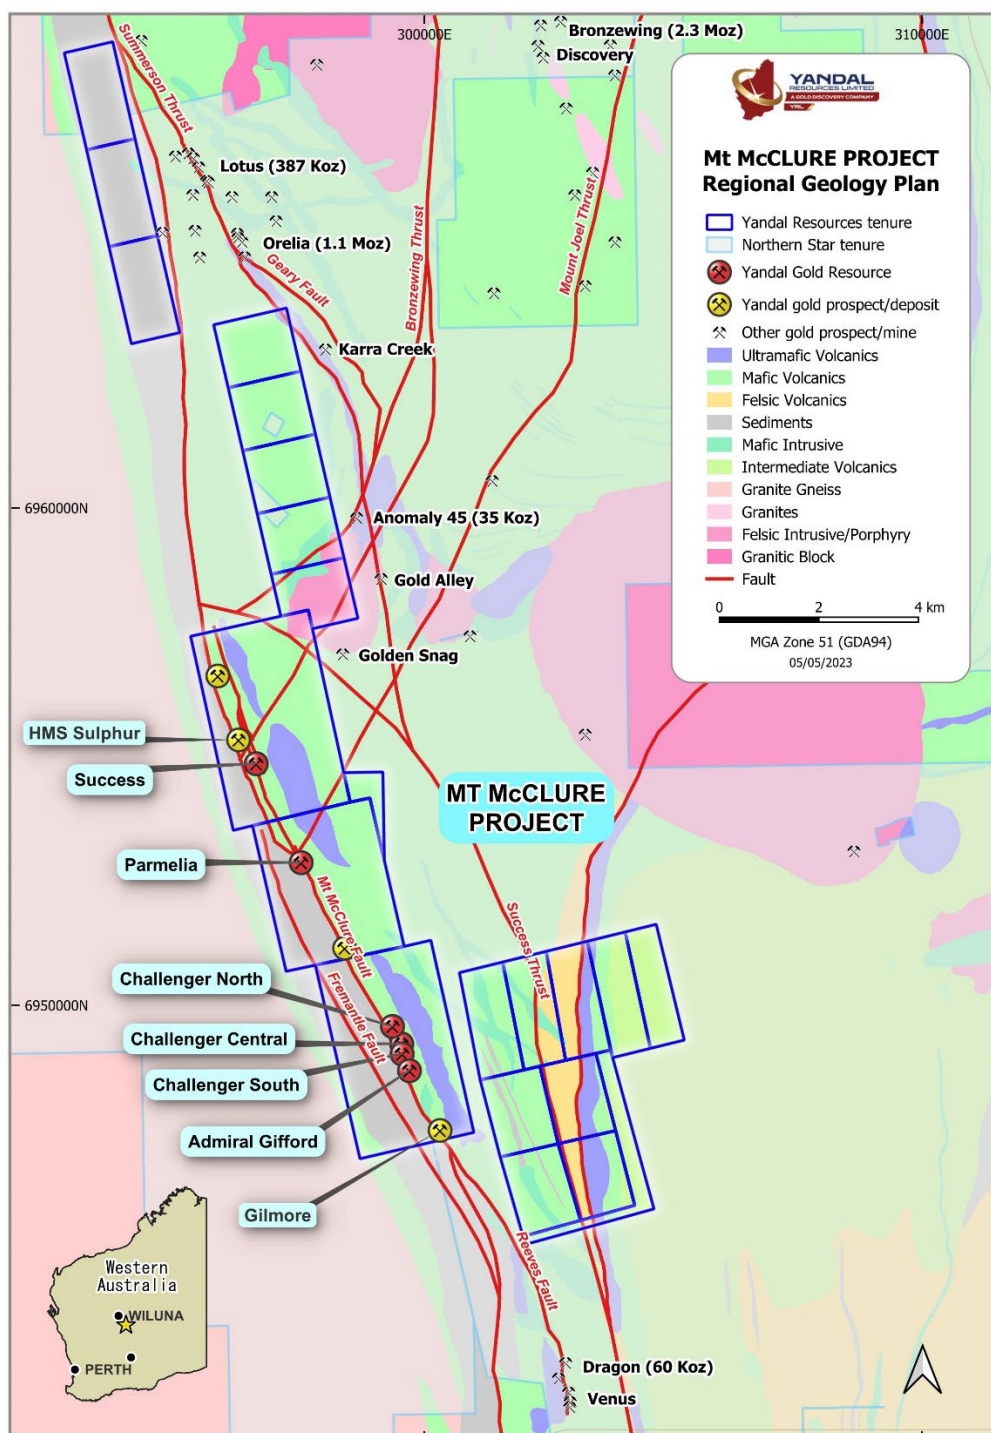 300000E
310000E
Bronzewing (2.3 Moz)
Discovery
Summerson Thrust
Lotus (387 Koz)
Orelia (1.1 Moz)
Geary Fault
Bronzewing Thrust
Mount Joel Thrust
Karra Creek
6960000N
Anomaly 45 (35 Koz)
Gold Alley
Golden Snag
YANDAL
RESOURCES LIMITED
A GOLD DISCOVERY COMPANY
YRL
Mt McCLURE PROJECT
Regional Geology Plan
Yandal Resources tenure
Northern Star tenure
Yandal Gold Resource
Yandal gold prospect/deposit
Other gold prospect/mine
Ultramafic Volcanics
Mafic Volcanics
Felsic Volcanics
Sediments
Mafic Intrusive
Intermediate Volcanics
Granite Gneiss
Granites
Felsic Intrusive/Porphyry
Granitic Block
Fault
0 2 4 km
MGA Zone 51 (GDA94)
05/05/2023
HMS Sulphur
Success
MT McCLURE
PROJECT
Parmelia
Mt McClure Fault
Success Thrust
Challenger North
Fremantle Fault
6950000N
Challenger Central
Challenger South
Admiral Gifford
Gilmore
Reeves Fault
Western
Australia
WILUNA
PERTH
Dragon (60 Koz)
Venus